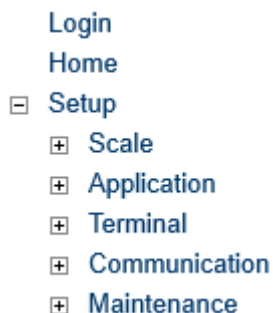 Login
Home
Setup
Scale
Application
Terminal
Communication
Maintenance